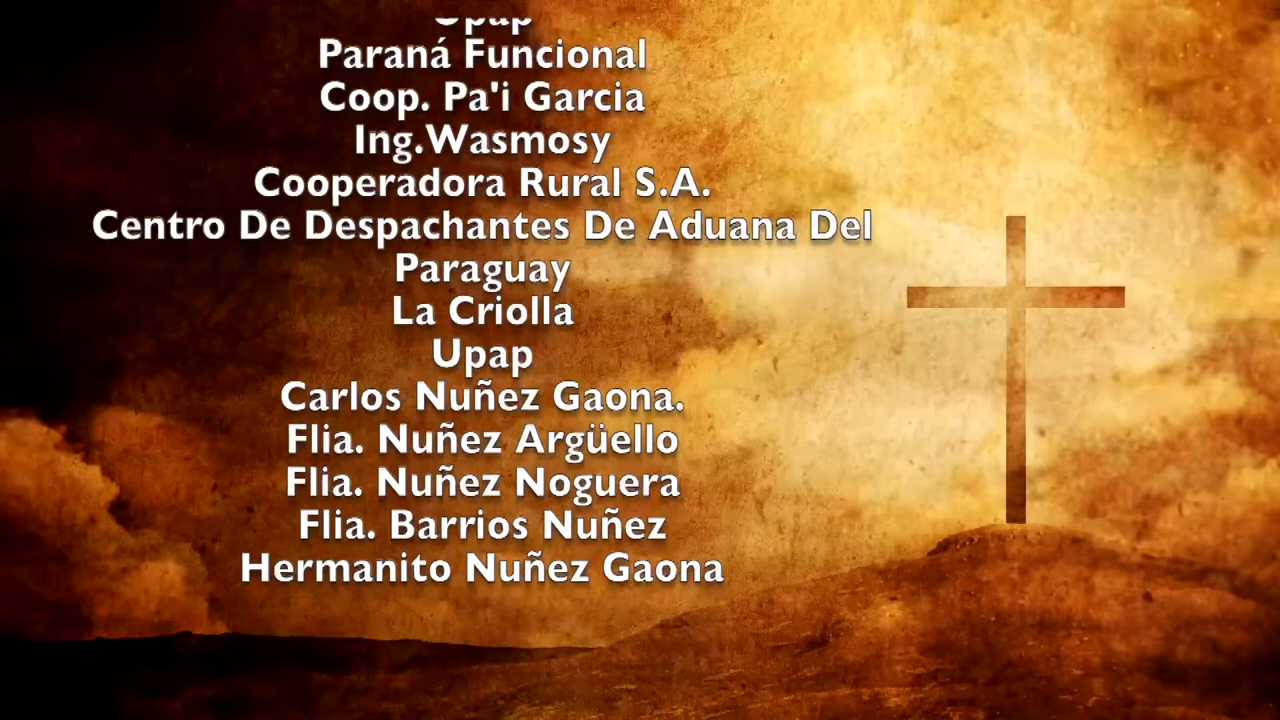 Upap
Paraná Funcional
Coop. Pa'i Garcia
Ing.Wasmosy
Cooperadora Rural S.A.
Centro De Despachantes De Aduana Del
Paraguay
La Criolla
Upap
Carlos Nuñez Gaona.
Flia. Nuñez Argüello
Flia. Nuñez Noguera
Flia. Barrios Nuñez
Hermanito Nuñez Gaona